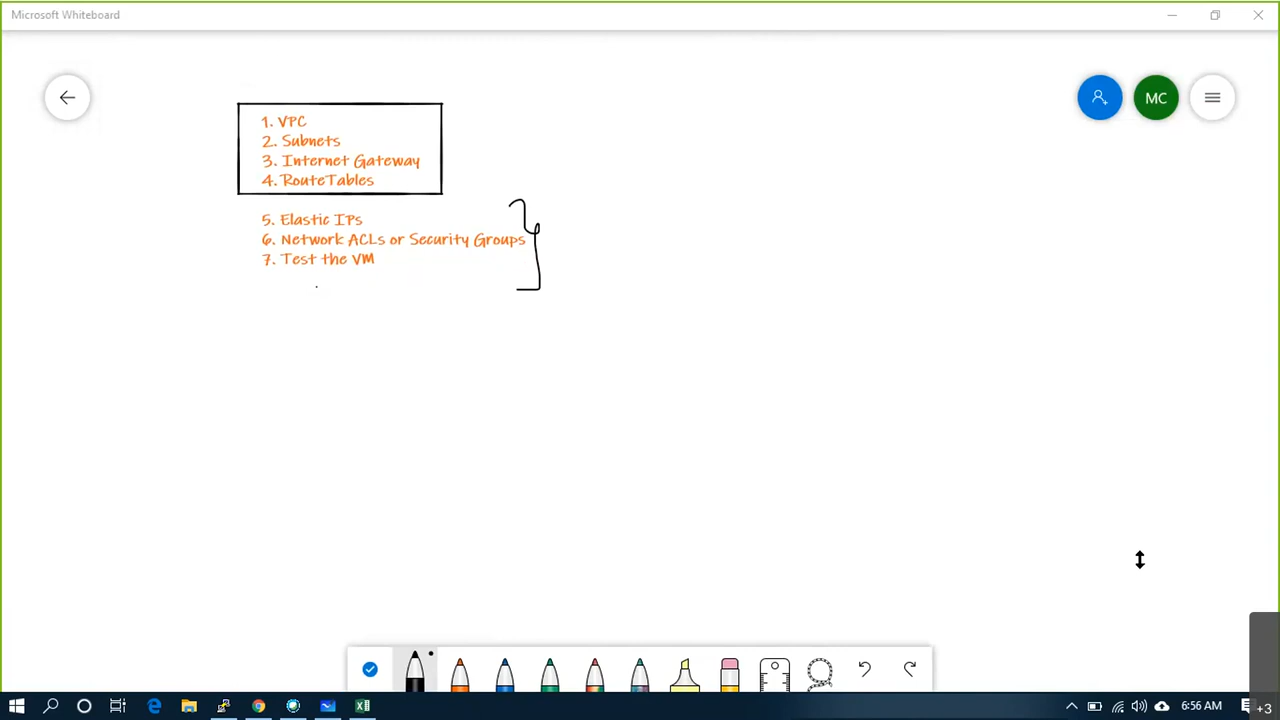 Microsoft Whiteboard
MC
1. VPC
2. Subnets
3. Internet Gateway
4. RouteTables
5. Elastic IPs
6. Network ACLs or Security Groups
7. Test the VM
6:56 AM
+3